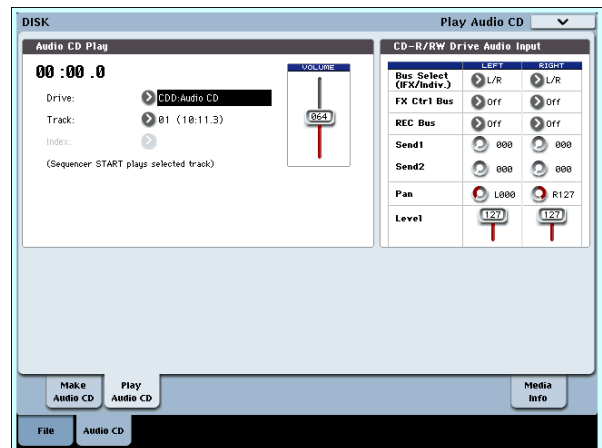 DISK
Play Audio CD
Audio CD Play
00 :00 .0
Drive:
CDD:Audio CD
Track:
01 (10:11.3)
Index:
(Sequencer START plays selected track)
VOLUME
064
CD-R/RW Drive Audio Input
LEFT RIGHT
Bus Select
(IFX/Indiv.)
L/R L/R
FX Ctrl Bus Off Off
REC Bus Off Off
Send1 000 000
Send2 000 000
Pan L000 R127
Level 127 127
Make
Audio CD
Play
Audio CD
Media
Info
File Audio CD